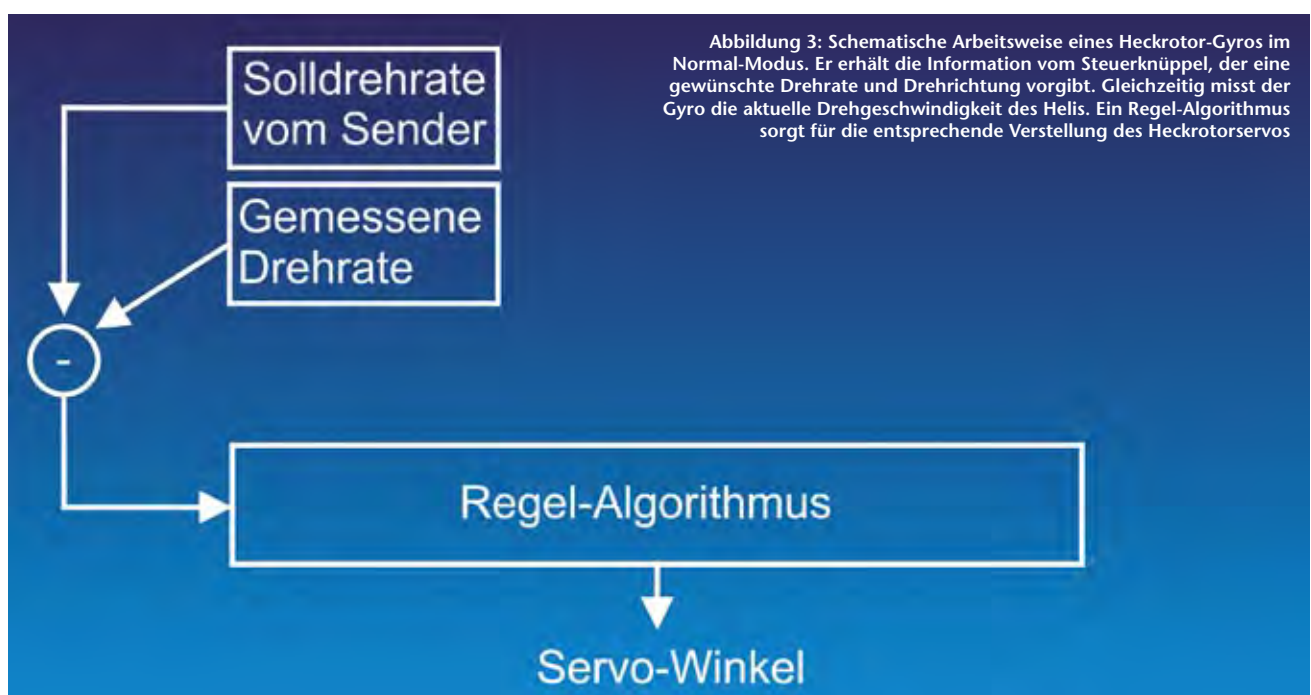 Abbildung 3: Schematische Arbeitsweise eines Heckrotor-Gyros im
Normal-Modus. Er erhält die Information vom Steuerknüppel, der eine
gewünschte Drehrate und Drehrichtung vorgibt. Gleichzeitig misst der
Gyro die aktuelle Drehgeschwindigkeit des Helis. Ein Regel-Algorithmus
sorgt für die entsprechende Verstellung des Heckrotorservos
Solldrehrate
vom Sender
Gemessene
Drehrate
-
Regel-Algorithmus
Servo-Winkel